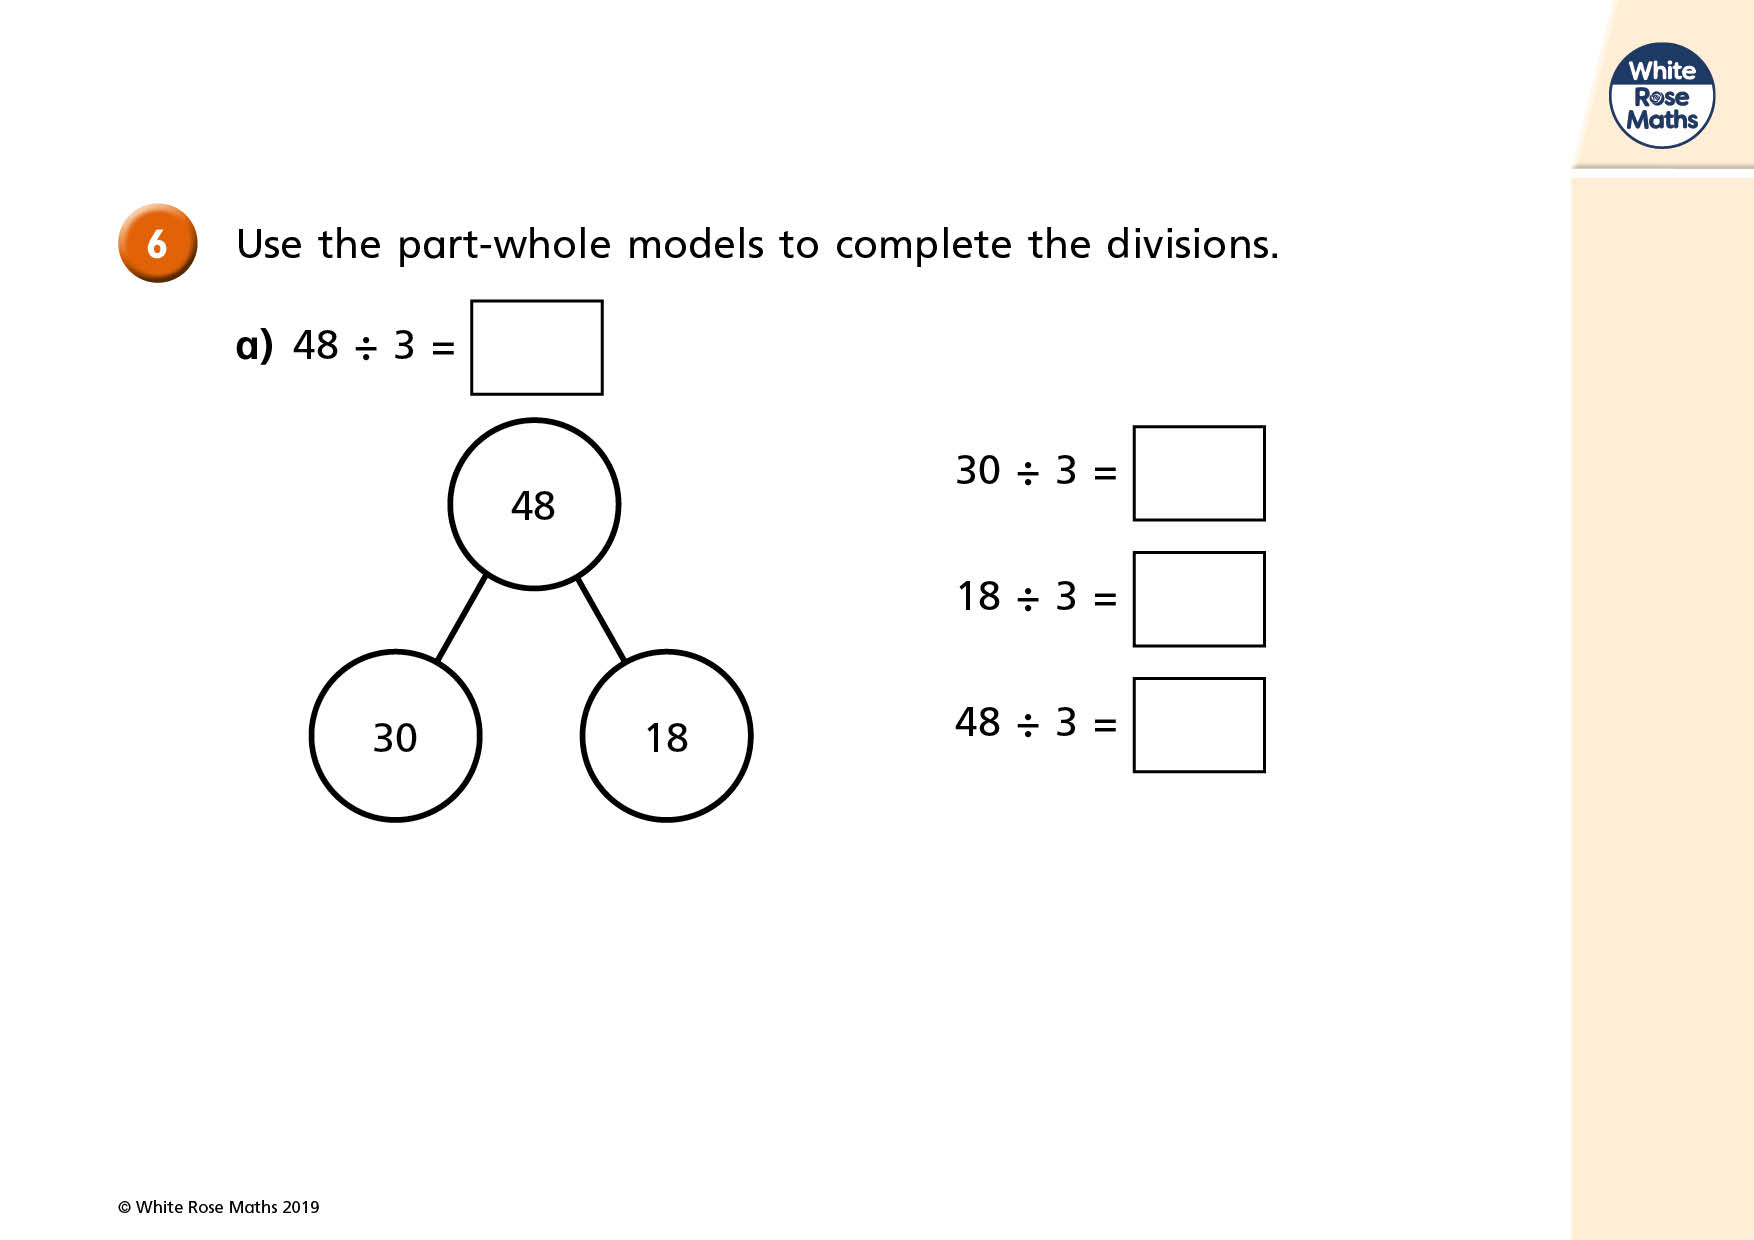 White
Rose
Maths
6 Use the part-whole models to complete the divisions.
a) 48 ÷ 3 =
48
30
18
30 ÷ 3 =
18 ÷ 3 =
48 ÷ 3 =
© White Rose Maths 2019